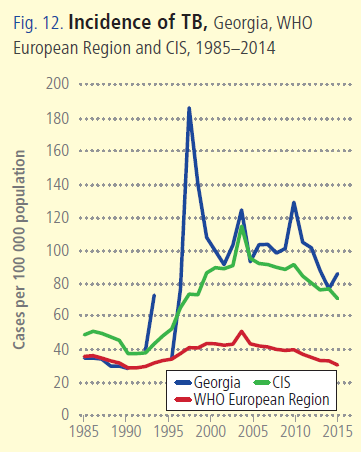 Fig. 12. Incidence of TB, Georgia, WHO
European Region and CIS, 1985–2014
Cases per 100 000 population
200
180
160
140
120
100
80
60
40
20
0
1985 1990 1995 2000 2005 2010 2015
Georgia CIS
WHO European Region